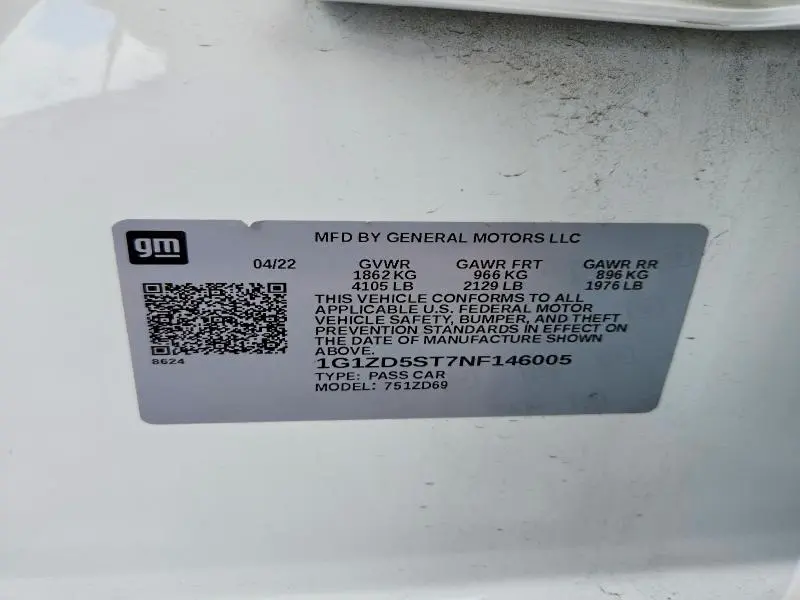 gm
MFD BY GENERAL MOTORS LLC
04/22 GVWR GAWR FRT GAWR RR
1862 KG 966 KG 896 KG
4105 LB 2129 LB 1976 LB
THIS VEHICLE CONFORMS TO ALL
APPLICABLE U.S. FEDERAL MOTOR
VEHICLE SAFETY, BUMPER, AND THEFT
PREVENTION STANDARDS IN EFFECT ON
THE DATE OF MANUFACTURE SHOWN
ABOVE.
8624
1G1ZD5ST7NF146005
TYPE: PASS CAR
MODEL: 751ZD69